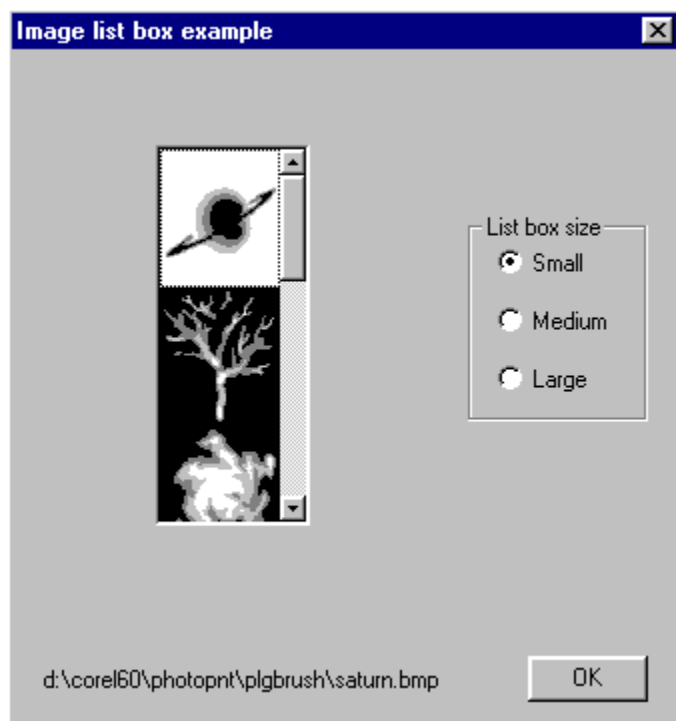 Image list box example
List box size
Small
Medium
Large
d:\corel60\photopnt\plgbrush\saturn.bmp
OK